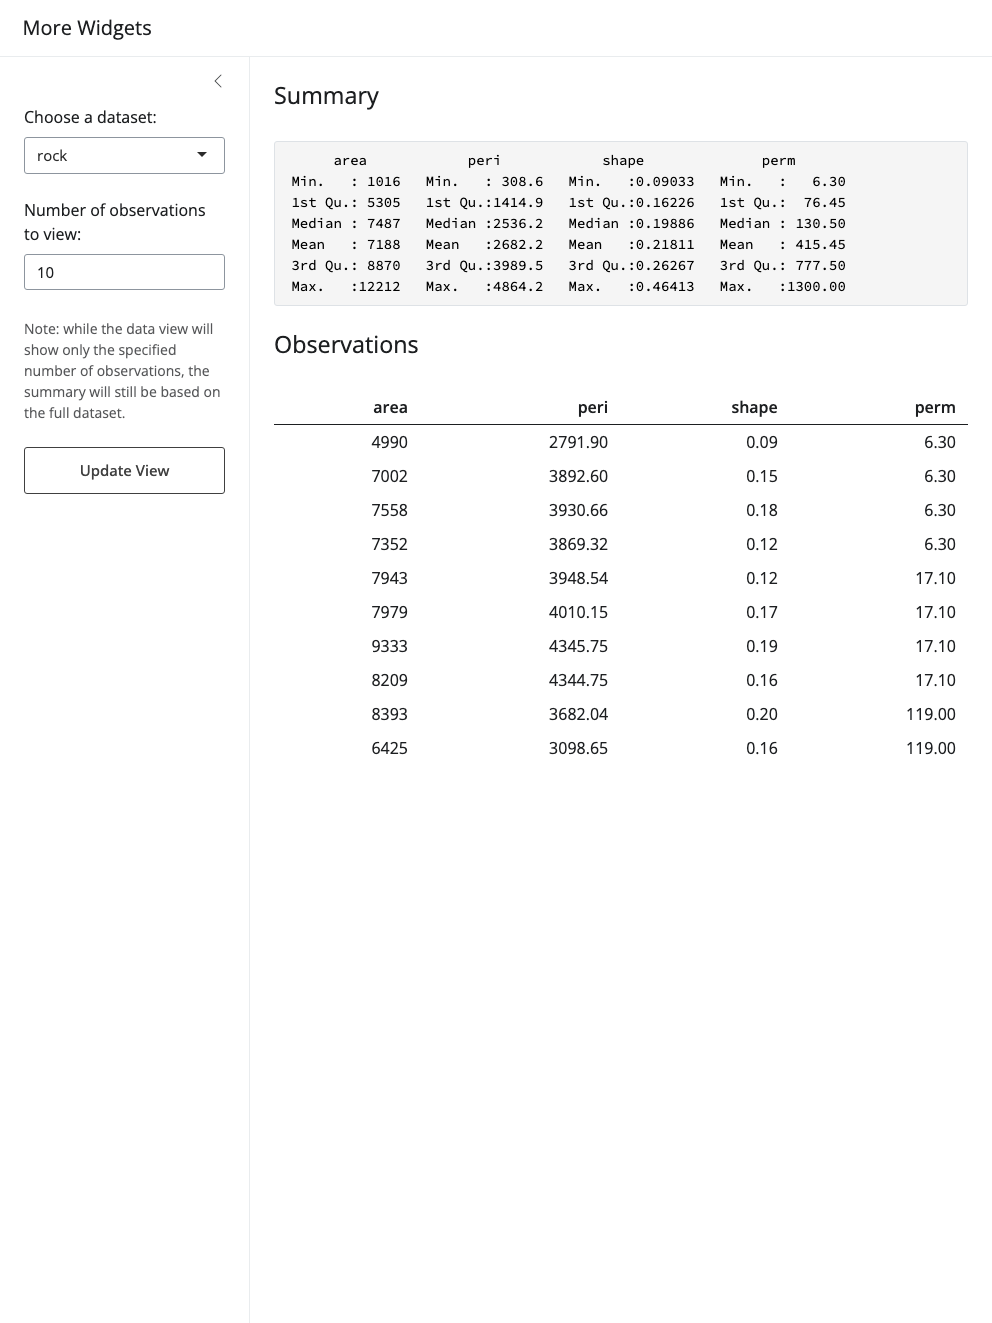 More Widgets
Choose a dataset:
rock
Number of observations
to view:
10
Note: while the data view will
show only the specified
number of observations, the
summary will still be based on
the full dataset.
Update View
Summary
     area            peri           shape              perm
Min.   : 1016   Min.   : 308.6   Min.   :0.09033   Min.   :   6.30
1st Qu.: 5305   1st Qu.:1414.9   1st Qu.:0.16226   1st Qu.:  76.45
Median : 7487   Median :2536.2   Median :0.19886   Median : 130.50
Mean   : 7188   Mean   :2682.2   Mean   :0.21811   Mean   : 415.45
3rd Qu.: 8870   3rd Qu.:3989.5   3rd Qu.:0.26267   3rd Qu.: 777.50
Max.   :12212   Max.   :4864.2   Max.   :0.46413   Max.   :1300.00
Observations
area peri shape perm
4990 2791.90 0.09 6.30
7002 3892.60 0.15 6.30
7558 3930.66 0.18 6.30
7352 3869.32 0.12 6.30
7943 3948.54 0.12 17.10
7979 4010.15 0.17 17.10
9333 4345.75 0.19 17.10
8209 4344.75 0.16 17.10
8393 3682.04 0.20 119.00
6425 3098.65 0.16 119.00